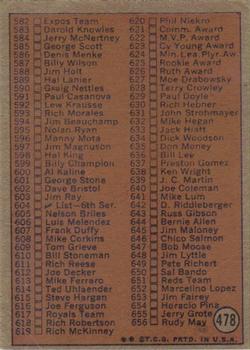 582 Expos Team
583 Darold Knowles
584 Jerry McNertney
585 George Scott
586 Denis Menke
587 Billy Wilson
588 Jim Holt
589 Hal Lanier
590 Graig Nettles
591 Paul Casanova
592 Lew Krausse
593 Rich Morales
594 Jim Beauchamp
595 Nolan Ryan
596 Manny Mota
597 Jim Magnuson
598 Hal King
599 Billy Champion
600 Al Kaline
601 George Stone
602 Dave Bristol
603 Jim Ray
604 ✔ List-6th Ser.
605 Nelson Briles
606 Luis Melendez
607 Frank Duffy
608 Mike Corkins
609 Tom Grieve
610 Bill Stoneman
611 Rich Reese
612 Joe Decker
613 Mike Ferraro
614 Ted Uhlaender
615 Steve Hargan
616 Joe Ferguson
617 Royals Team
618 Rich Robertson
619 Rich McKinney
620 Phil Niekro
621 Comm. Award
622 M.V.P. Award
623 Cy Young Award
624 Min. Lea. Plyr. Aw.
625 Rookie Award
626 Ruth Award
627 Moe Drabowsky
628 Terry Crowley
629 Paul Doyle
630 Rich Hebner
631 John Strohmayer
632 Mike Hegan
633 Jack Hiatt
634 Dick Woodson
635 Don Money
636 Bill Lee
637 Preston Gomez
638 Ken Wright
639 J. C. Martin
640 Joe Coleman
641 Mike Lum
642 D. Riddleberger
643 Russ Gibson
644 Bernie Allen
645 Jim Maloney
646 Chico Salmon
647 Bob Moose
648 Jim Lyttle
649 Pete Richert
650 Sal Bando
651 Reds Team
652 Marcelino Lopez
653 Jim Fairey
654 Horacio Pina
655 Jerry Grote
656 Rudy May
478
© T.C.G. PRTD. IN U.S.A.